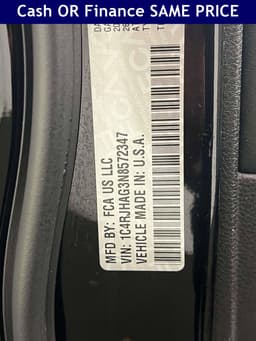 Cash OR Finance SAME PRICE
MFD BY: FCA US LLC
VIN: 1C4RJHAG3N8572347
VEHICLE MADE IN: U.S.A.